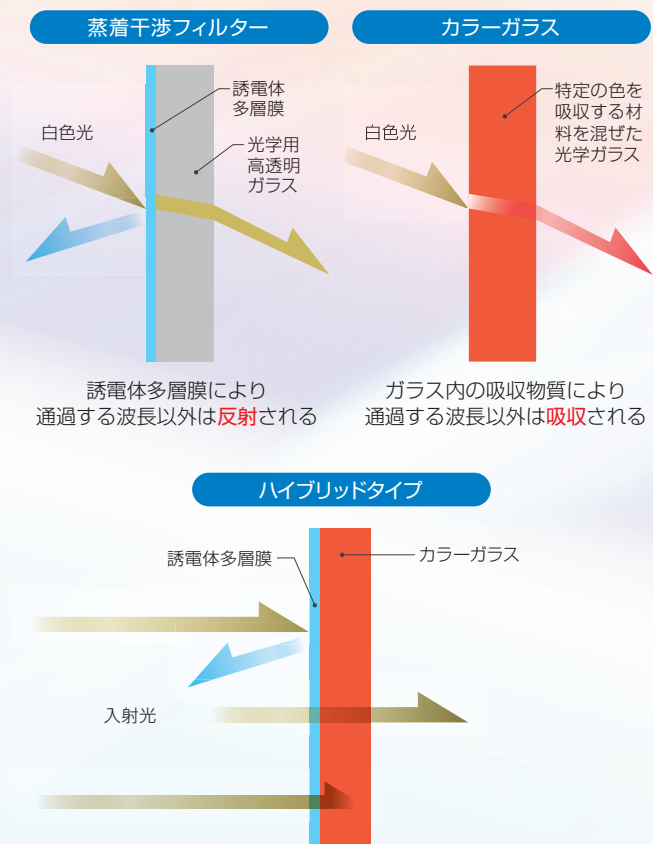 蒸着干渉フィルター
カラーガラス
誘電体
多層膜
白色光
光学用
高透明
ガラス
特定の色を
吸収する材
料を混ぜた
光学ガラス
白色光
誘電体多層膜により
通過する波長以外は反射される
ガラス内の吸収物質により
通過する波長以外は吸収される
ハイブリッドタイプ
誘電体多層膜
カラーガラス
入射光